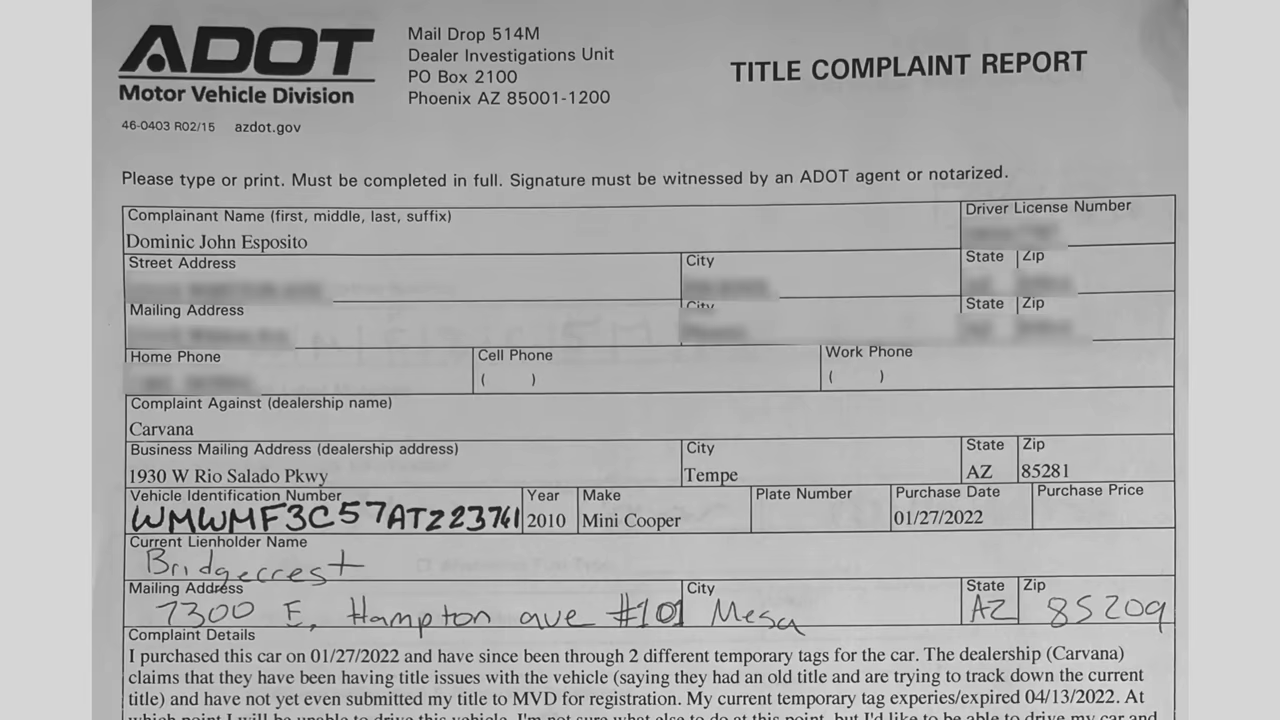 ADOT
Motor Vehicle Division
46-0403 R02/15 azdot.gov
Mail Drop 514M
Dealer Investigations Unit
PO Box 2100
Phoenix AZ 85001-1200
TITLE COMPLAINT REPORT
Please type or print. Must be completed in full. Signature must be witnessed by an ADOT agent or notarized.
Complainant Name (first, middle, last, suffix) Driver License Number
Dominic John Esposito
Street Address City State Zip
Mailing Address City State Zip
Home Phone Cell Phone Work Phone
( ) ( )
Complaint Against (dealership name)
Carvana
Business Mailing Address (dealership address) City State Zip
1930 W Rio Salado Pkwy Tempe AZ 85281
Vehicle Identification Number Year Make Plate Number Purchase Date Purchase Price
WMWMF3C57ATZ23761 2010 Mini Cooper 01/27/2022
Current Lienholder Name
Bridgecrest
Mailing Address City State Zip
7300 E, Hampton ave #101 Mesa AZ 85209
Complaint Details
I purchased this car on 01/27/2022 and have since been through 2 different temporary tags for the car. The dealership (Carvana)
claims that they have been having title issues with the vehicle (saying they had an old title and are trying to track down the current
title) and have not yet even submitted my title to MVD for registration. My current temporary tag experies/expired 04/13/2022. At
which point I will be unable to drive this vehicle. I'm not sure what else to do at this point, but I'd like to be able to drive my car and